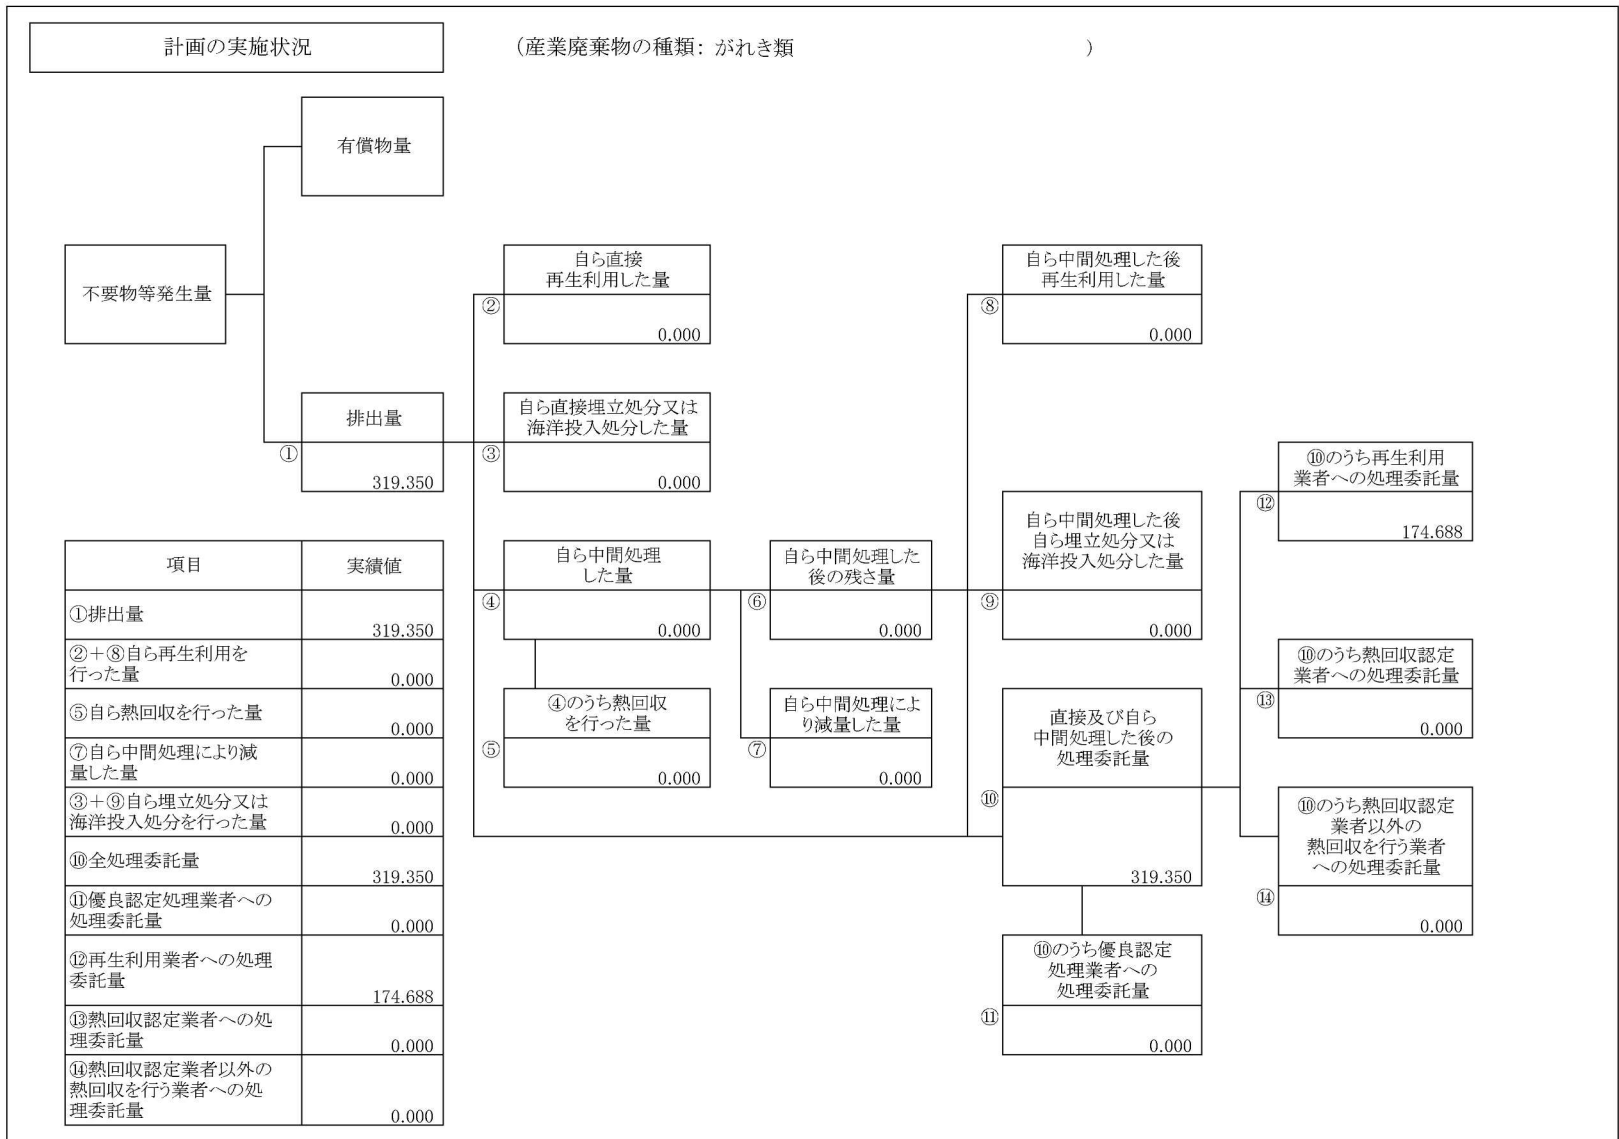 計画の実施状況
(産業廃棄物の種類: がれき類 )
有償物量
不要物等発生量
自ら直接
再生利用した量
②
0.000
自ら中間処理した後
再生利用した量
⑧
0.000
排出量
①
319.350
自ら直接埋立処分又は
海洋投入処分した量
③
0.000
⑩のうち再生利用
業者への処理委託量
⑫
174.688
自ら中間処理
した量
④
0.000
自ら中間処理した
後の残さ量
⑥
0.000
自ら中間処理した後
自ら埋立処分又は
海洋投入処分した量
⑨
0.000
⑩のうち熱回収認定
業者への処理委託量
⑬
0.000
④のうち熱回収
を行った量
⑤
0.000
自ら中間処理によ
り減量した量
⑦
0.000
直接及び自ら
中間処理した後の
処理委託量
⑩
319.350
⑩のうち熱回収認定
業者以外の
熱回収を行う業者
への処理委託量
⑭
0.000
⑩のうち優良認定
処理業者への
処理委託量
⑪
0.000
項目 実績値
①排出量
319.350
②+⑧自ら再生利用を
行った量
0.000
⑤自ら熱回収を行った量
0.000
⑦自ら中間処理により減
量した量
0.000
③+⑨自ら埋立処分又は
海洋投入処分を行った量
0.000
⑩全処理委託量
319.350
⑪優良認定処理業者への
処理委託量
0.000
⑫再生利用業者への処理
委託量
174.688
⑬熱回収認定業者への処
理委託量
0.000
⑭熱回収認定業者以外の
熱回収を行う業者への処
理委託量
0.000